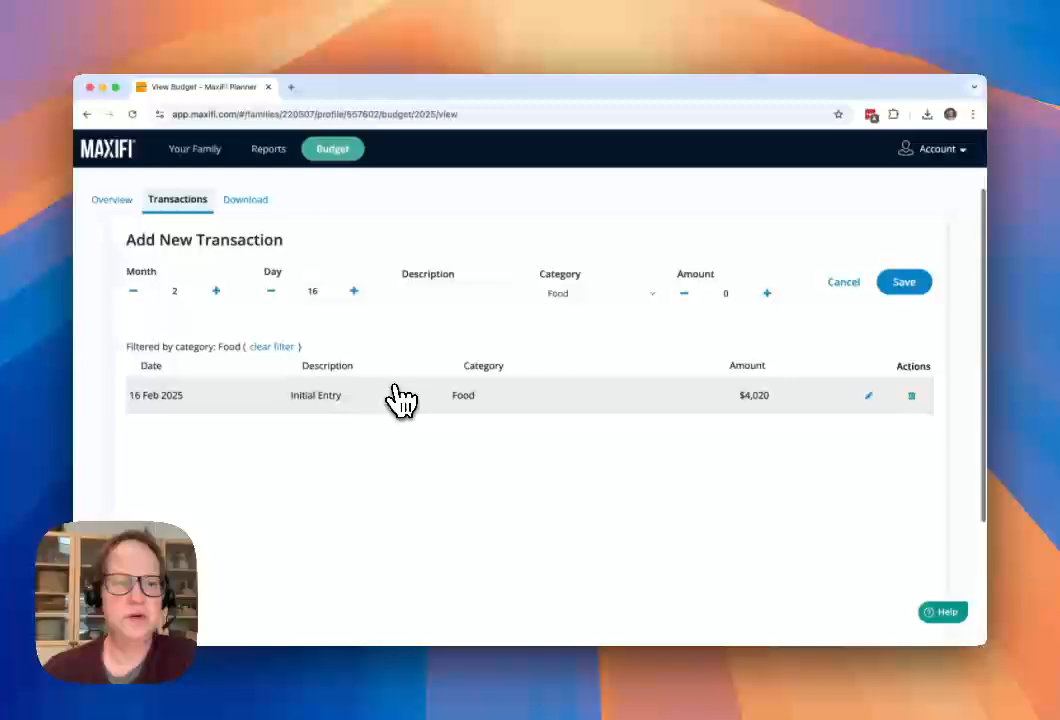 View Budget - MaxiFi Planner
app.maxifi.com/#/families/220507/profile/557602/budget/2025/view
MAXIFI Your Family Reports Budget Account
Overview Transactions Download
Add New Transaction
Month Day Description Category Amount
− 2 + − 16 + Food − 0 + Cancel Save
Filtered by category: Food ( clear filter )
Date Description Category Amount Actions
16 Feb 2025 Initial Entry Food $4,020
Help